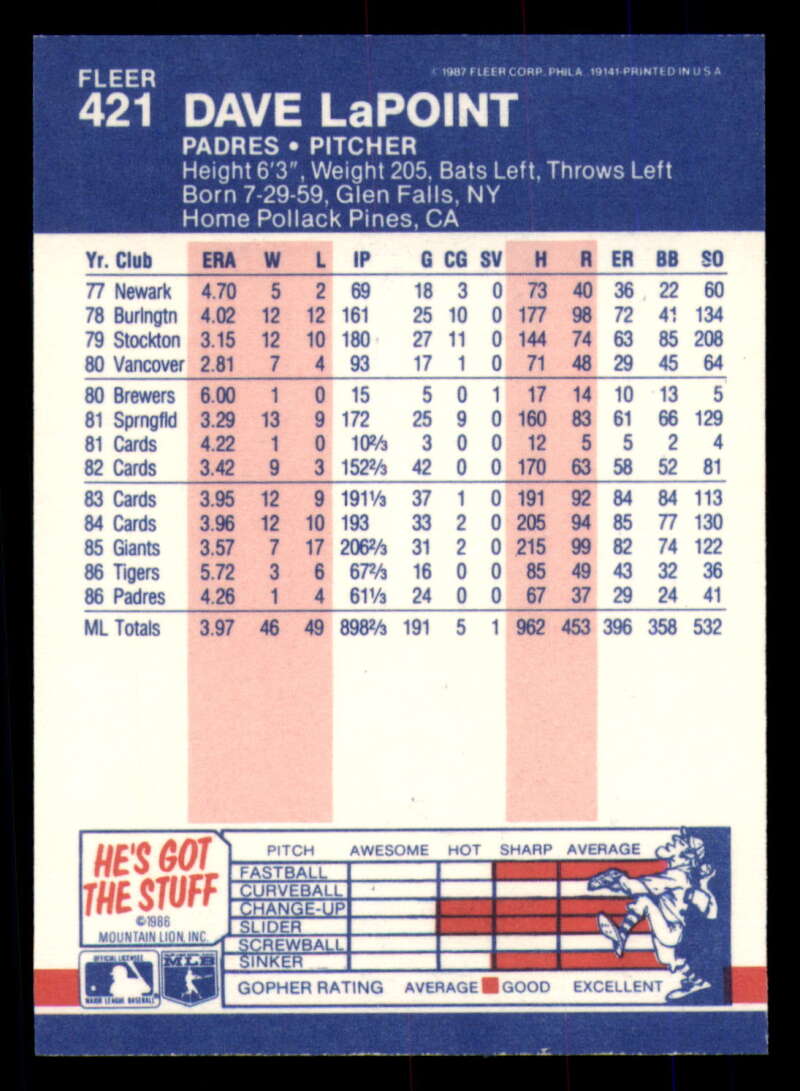 FLEER
421 DAVE LaPOINT
© 1987 FLEER CORP. PHILA. 19141-PRINTED IN U S A
PADRES • PITCHER
Height 6'3", Weight 205, Bats Left, Throws Left
Born 7-29-59, Glen Falls, NY
Home Pollack Pines, CA
Yr. Club ERA W L IP G CG SV H R ER BB SO
77 Newark 4.70 5 2 69 18 3 0 73 40 36 22 60
78 Burlngtn 4.02 12 12 161 25 10 0 177 98 72 41 134
79 Stockton 3.15 12 10 180 27 11 0 144 74 63 85 208
80 Vancover 2.81 7 4 93 17 1 0 71 48 29 45 64
80 Brewers 6.00 1 0 15 5 0 1 17 14 10 13 5
81 Sprngfld 3.29 13 9 172 25 9 0 160 83 61 66 129
81 Cards 4.22 1 0 10⅔ 3 0 0 12 5 5 2 4
82 Cards 3.42 9 3 152⅔ 42 0 0 170 63 58 52 81
83 Cards 3.95 12 9 191⅓ 37 1 0 191 92 84 84 113
84 Cards 3.96 12 10 193 33 2 0 205 94 85 77 130
85 Giants 3.57 7 17 206⅔ 31 2 0 215 99 82 74 122
86 Tigers 5.72 3 6 67⅔ 16 0 0 85 49 43 32 36
86 Padres 4.26 1 4 61⅓ 24 0 0 67 37 29 24 41
ML Totals 3.97 46 49 898⅔ 191 5 1 962 453 396 358 532
HE'S GOT
THE STUFF
©1986
MOUNTAIN LION, INC.
OFFICIAL LICENSEE
MAJOR LEAGUE BASEBALL
MLB
PITCH AWESOME HOT SHARP AVERAGE
FASTBALL
CURVEBALL
CHANGE-UP
SLIDER
SCREWBALL
SINKER
GOPHER RATING AVERAGE GOOD EXCELLENT